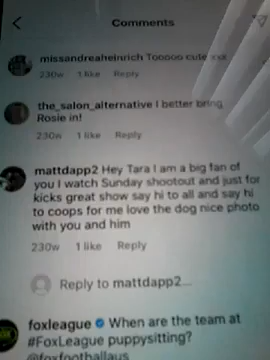 Comments
missandreaheinrich Tooooo cute xxx
230w 1 like Reply
the_salon_alternative I better bring
Rosie in!
230w 1 like Reply
mattdapp2 Hey Tara I am a big fan of
you I watch Sunday shootout and just for
kicks great show say hi to all and say hi
to coops for me love the dog nice photo
with you and him
230w 1 like Reply
Reply to mattdapp2...
foxleague When are the team at
#FoxLeague puppysitting?
@foxfootballaus